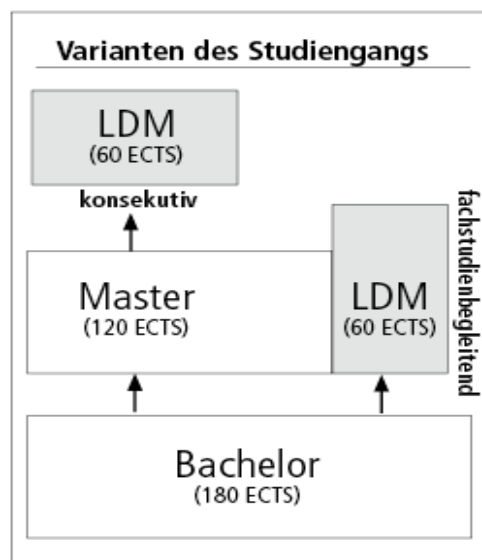 Varianten des Studiengangs
LDM
(60 ECTS)
konsekutiv
Master
(120 ECTS)
LDM
(60 ECTS)
fachstudienbegleitend
Bachelor
(180 ECTS)